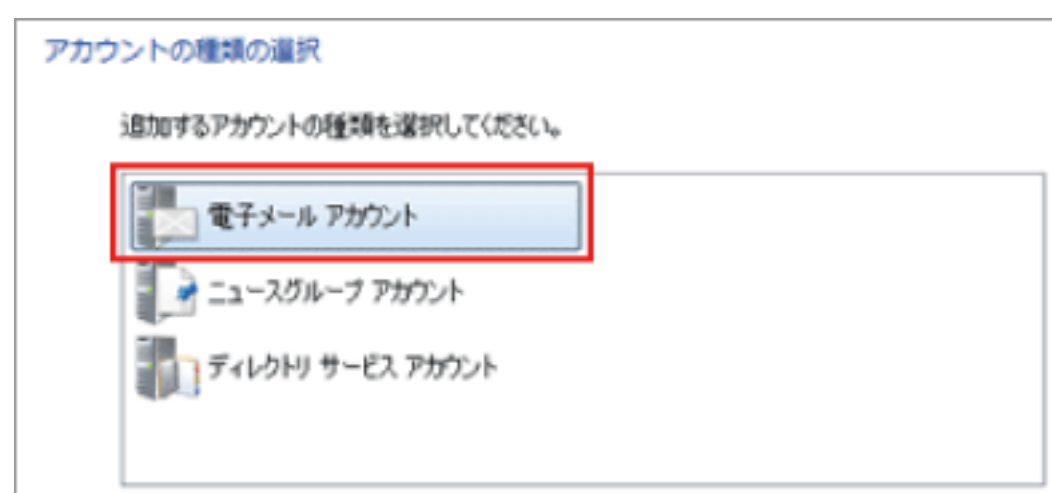 アカウントの種類の選択
追加するアカウントの種類を選択してください。
電子メール アカウント
ニュースグループ アカウント
ディレクトリ サービス アカウント